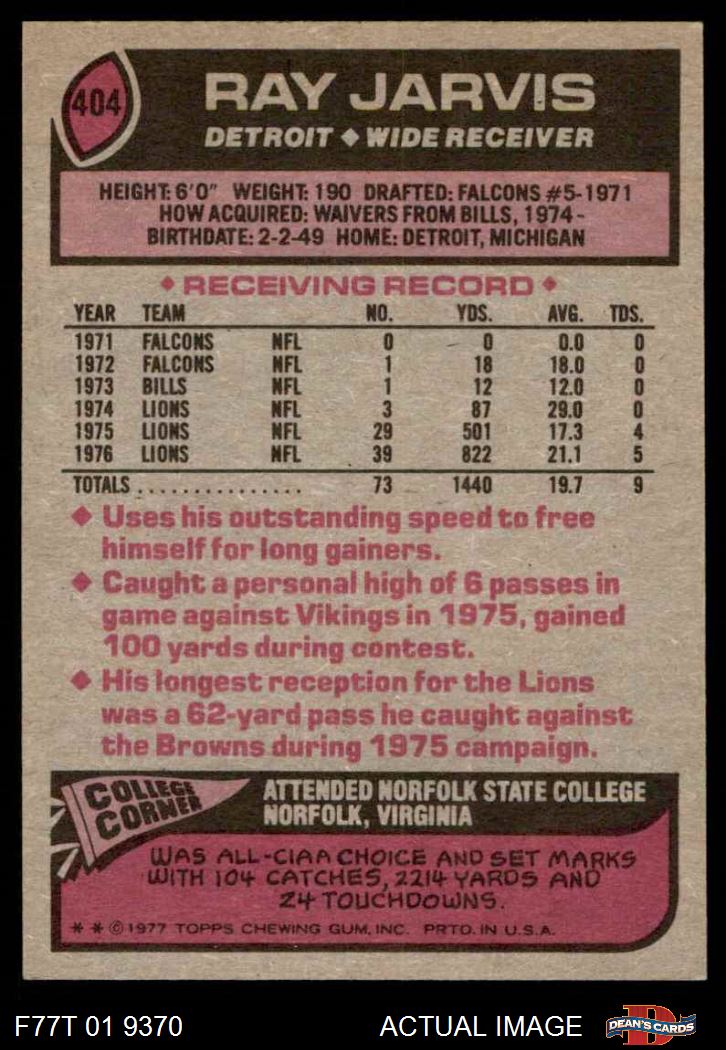 404
RAY JARVIS
DETROIT ◆ WIDE RECEIVER
HEIGHT: 6'0" WEIGHT: 190 DRAFTED: FALCONS #5-1971
HOW ACQUIRED: WAIVERS FROM BILLS, 1974-
BIRTHDATE: 2-2-49 HOME: DETROIT, MICHIGAN
◆ RECEIVING RECORD ◆
YEAR TEAM NO. YDS. AVG. TDS.
1971 FALCONS NFL 0 0 0.0 0
1972 FALCONS NFL 1 18 18.0 0
1973 BILLS NFL 1 12 12.0 0
1974 LIONS NFL 3 87 29.0 0
1975 LIONS NFL 29 501 17.3 4
1976 LIONS NFL 39 822 21.1 5
TOTALS ................ 73 1440 19.7 9
◆ Uses his outstanding speed to free
himself for long gainers.
◆ Caught a personal high of 6 passes in
game against Vikings in 1975, gained
100 yards during contest.
◆ His longest reception for the Lions
was a 62-yard pass he caught against
the Browns during 1975 campaign.
COLLEGE
CORNER
ATTENDED NORFOLK STATE COLLEGE
NORFOLK, VIRGINIA
WAS ALL-CIAA CHOICE AND SET MARKS
WITH 104 CATCHES, 2214 YARDS AND
24 TOUCHDOWNS.
* * © 1977 TOPPS CHEWING GUM, INC. PRTD. IN U.S.A.
F77T 01 9370 ACTUAL IMAGE
DEAN'S CARDS